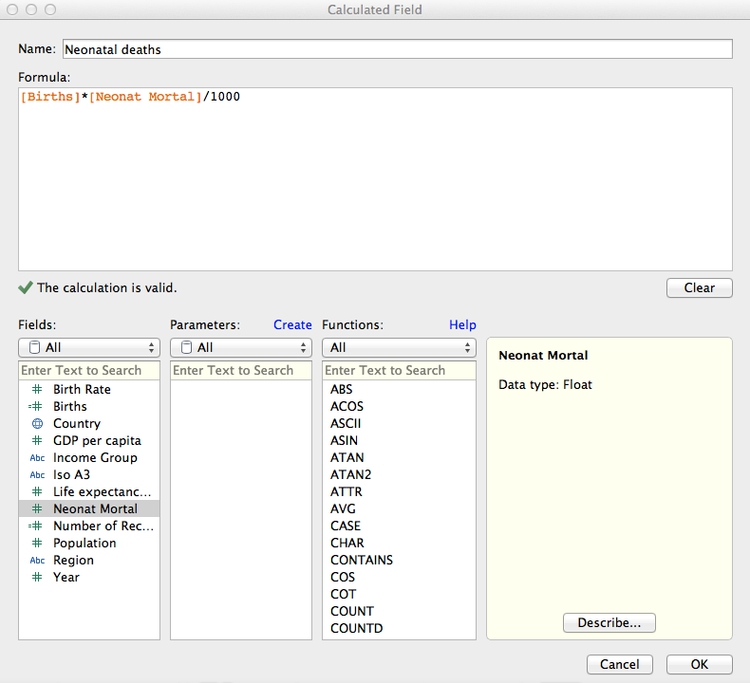 Calculated Field
Name: Neonatal deaths
Formula:
[Births]*[Neonat Mortal]/1000
The calculation is valid.
Clear
Fields:
All
Enter Text to Search
Birth Rate
Births
Country
GDP per capita
Abc Income Group
Abc Iso A3
Life expectanc...
Neonat Mortal
Number of Rec...
Population
Abc Region
Year
Parameters: Create
All
Enter Text to Search
Functions: Help
All
Enter Text to Search
ABS
ACOS
ASCII
ASIN
ATAN
ATAN2
ATTR
AVG
CASE
CHAR
CONTAINS
COS
COT
COUNT
COUNTD
Neonat Mortal
Data type: Float
Describe...
Cancel
OK